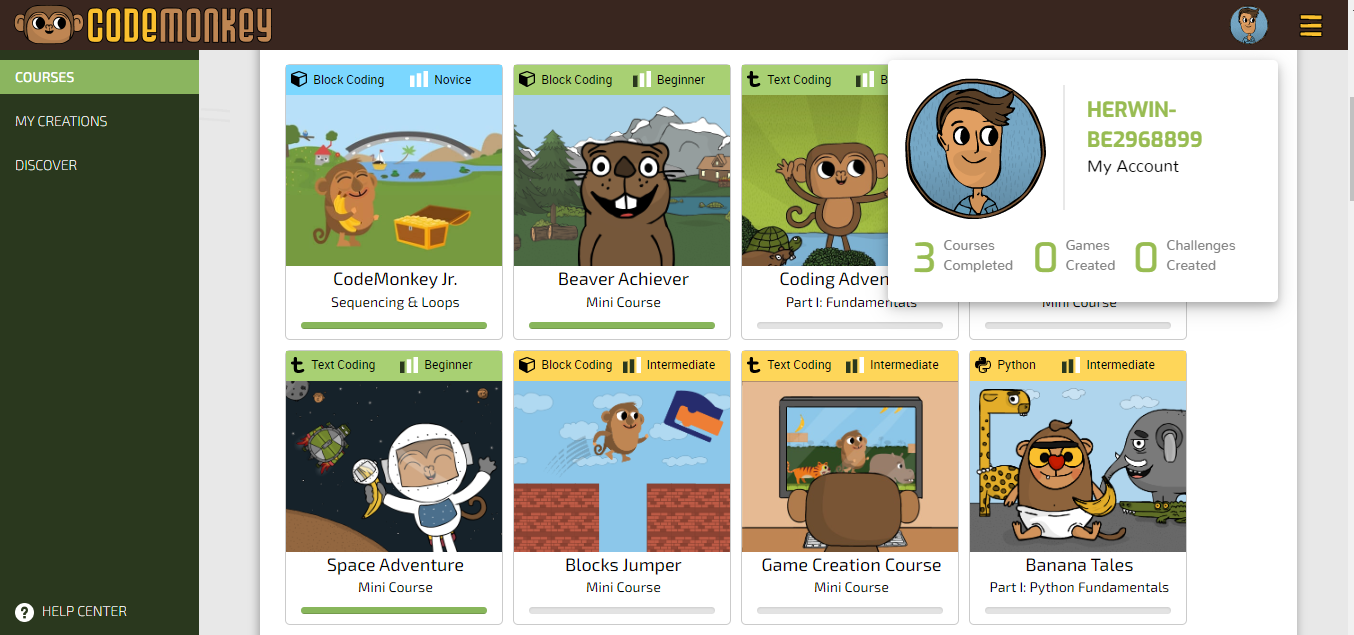 CODEMONKEY
COURSES
MY CREATIONS
DISCOVER
HELP CENTER
Block Coding Novice
CodeMonkey Jr.
Sequencing & Loops
Block Coding Beginner
Beaver Achiever
Mini Course
t Text Coding B
Coding Adven
Part I: Fundamentals
HERWIN-
BE2968899
My Account
3 Courses Completed
0 Games Created
0 Challenges Created
Mini Course
t Text Coding Beginner
Space Adventure
Mini Course
Block Coding Intermediate
Blocks Jumper
Mini Course
t Text Coding Intermediate
Game Creation Course
Mini Course
Python Intermediate
Banana Tales
Part I: Python Fundamentals